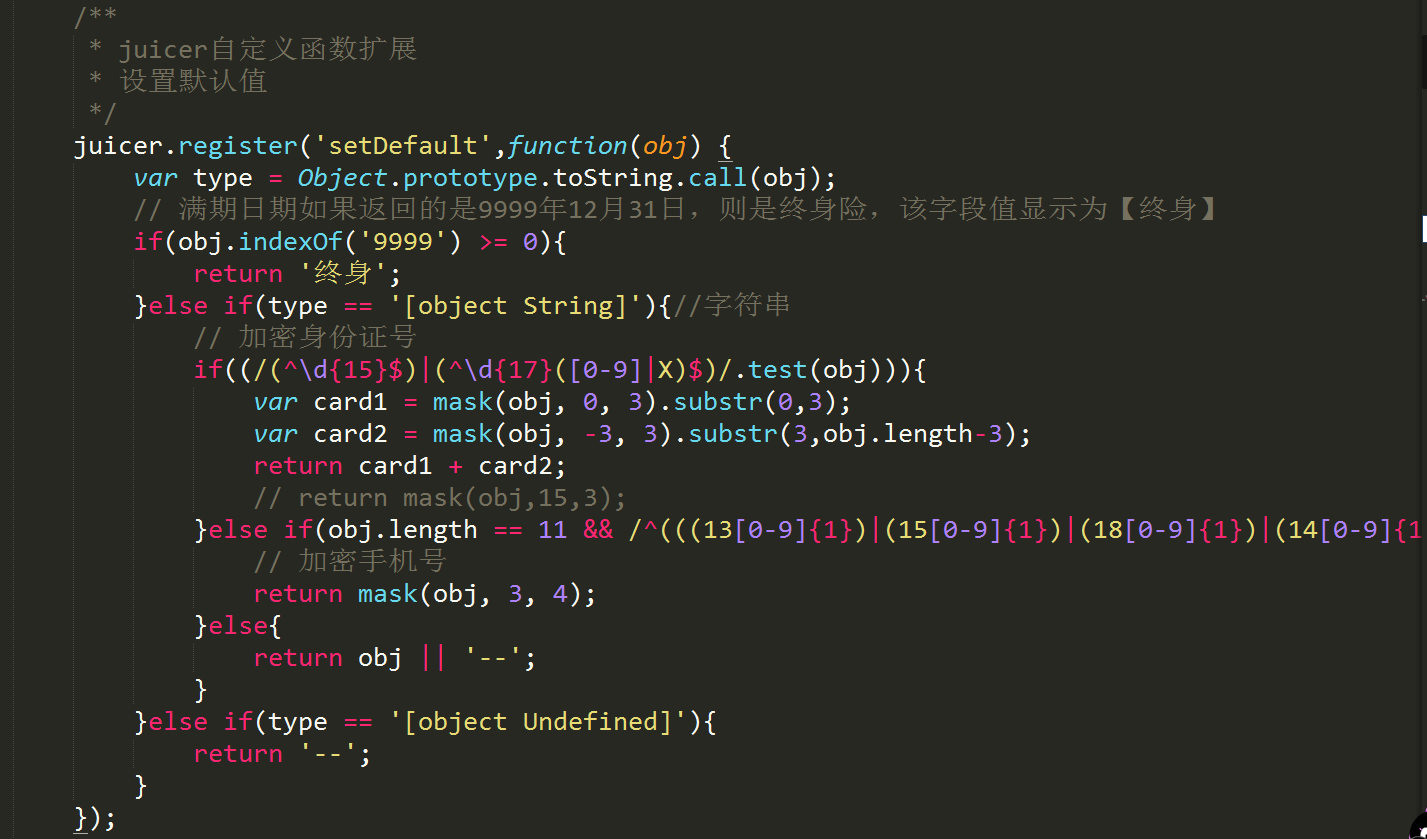 /**
 * juicer自定义函数扩展
 * 设置默认值
 */
juicer.register('setDefault',function(obj) {
    var type = Object.prototype.toString.call(obj);
    // 满期日期如果返回的是9999年12月31日，则是终身险，该字段值显示为【终身】
    if(obj.indexOf('9999') >= 0){
        return '终身';
    }else if(type == '[object String]'){//字符串
        // 加密身份证号
        if((/(^\d{15}$)|(^\d{17}([0-9]|X)$)/.test(obj))){
            var card1 = mask(obj, 0, 3).substr(0,3);
            var card2 = mask(obj, -3, 3).substr(3,obj.length-3);
            return card1 + card2;
            // return mask(obj,15,3);
        }else if(obj.length == 11 && /^(((13[0-9]{1})|(15[0-9]{1})|(18[0-9]{1})|(14[0-9]{1
            // 加密手机号
            return mask(obj, 3, 4);
        }else{
            return obj || '--';
        }
    }else if(type == '[object Undefined]'){
        return '--';
    }
});